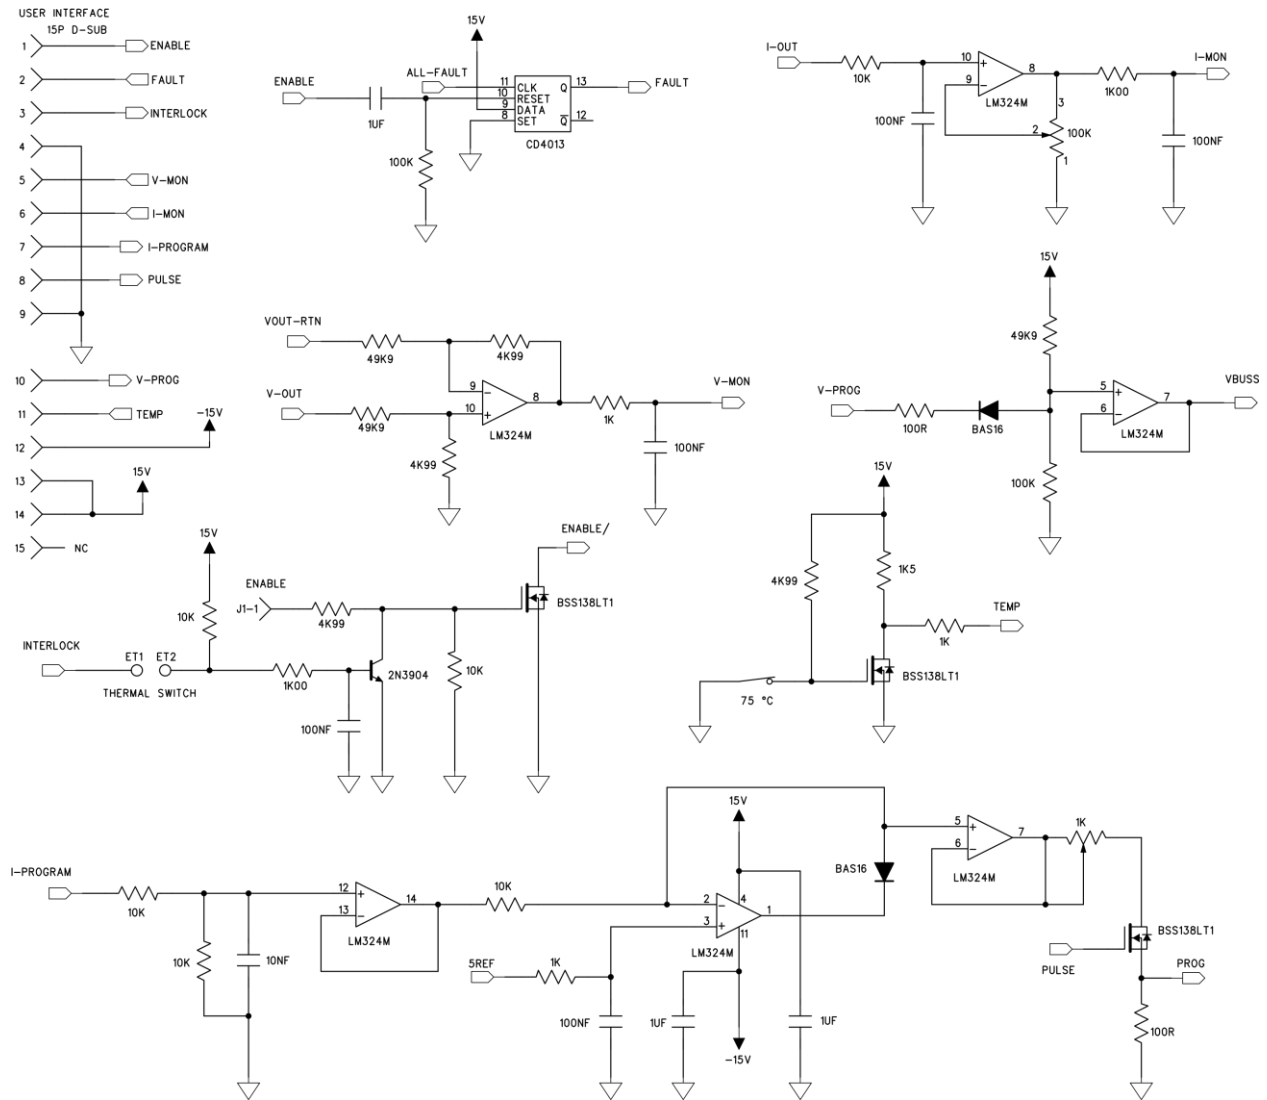 USER INTERFACE
15P D-SUB
1 ENABLE
2 FAULT
3 INTERLOCK
4
5 V-MON
6 I-MON
7 I-PROGRAM
8 PULSE
9
10 V-PROG
11 TEMP
-15V
12
13
15V
14
15 NC
15V
ALL-FAULT
11 CLK Q 13
FAULT
ENABLE
10 RESET
9 DATA
8 SET Q 12
1UF
CD4013
100K
I-OUT
10K
10 + 8
9 -
LM324M
I-MON
1K00
100NF
3
2
100K
1
100NF
VOUT-RTN
49K9
4K99
V-OUT
49K9
9 -
10 + 8
LM324M
4K99
1K
V-MON
100NF
15V
49K9
V-PROG
100R
BAS16
5 + 7
6 -
LM324M
VBUSS
100K
15V
ENABLE
J1-1
4K99
10K
INTERLOCK
ET1 ET2
THERMAL SWITCH
1K00
100NF
2N3904
10K
ENABLE/
BSS138LT1
15V
4K99
1K5
TEMP
1K
BSS138LT1
75 °C
I-PROGRAM
10K
10K
10NF
12 + 14
13 -
LM324M
10K
5REF
1K
100NF
15V
2 - 4 1
3 + 11
LM324M
1UF
-15V
1UF
BAS16
5 + 7
6 -
LM324M
1K
BSS138LT1
PULSE
PROG
100R